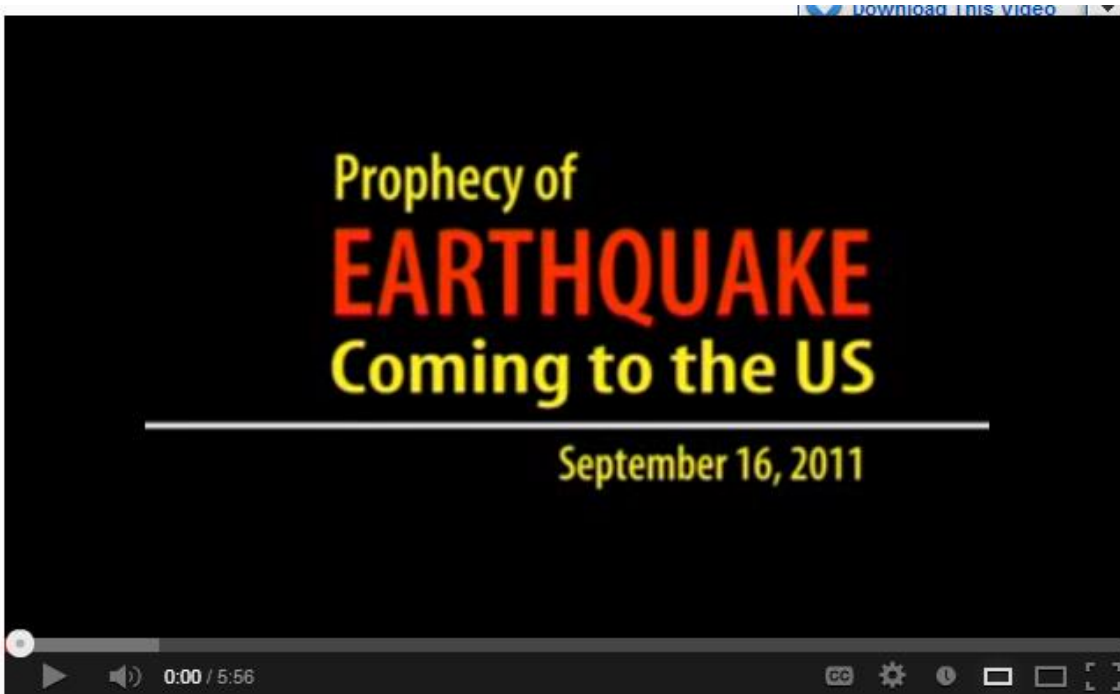 Download This Video
Prophecy of
EARTHQUAKE
Coming to the US
September 16, 2011
0:00 / 5:56
CC